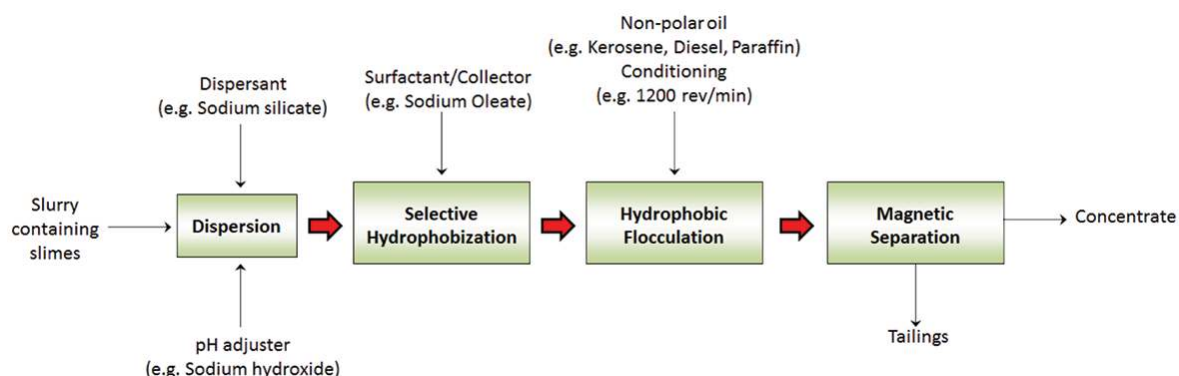 Non-polar oil
(e.g. Kerosene, Diesel, Paraffin)
Conditioning
(e.g. 1200 rev/min)
Dispersant
(e.g. Sodium silicate)
Surfactant/Collector
(e.g. Sodium Oleate)
Slurry
containing
slimes
Dispersion
Selective
Hydrophobization
Hydrophobic
Flocculation
Magnetic
Separation
Concentrate
Tailings
pH adjuster
(e.g. Sodium hydroxide)